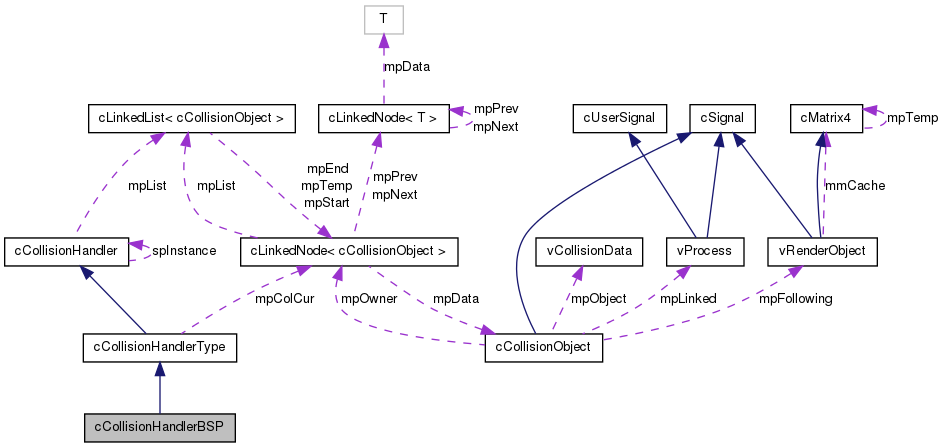 T
mpData
cLinkedList< cCollisionObject >
cLinkedNode< T >
mpPrev
mpNext
cUserSignal
cSignal
cMatrix4
mpTemp
mpList
mpList
mpEnd
mpTemp
mpStart
mpPrev
mpNext
mmCache
cCollisionHandler
spInstance
cLinkedNode< cCollisionObject >
vCollisionData
vProcess
vRenderObject
mpColCur
mpOwner
mpData
mpObject
mpLinked
mpFollowing
cCollisionHandlerType
cCollisionObject
cCollisionHandlerBSP